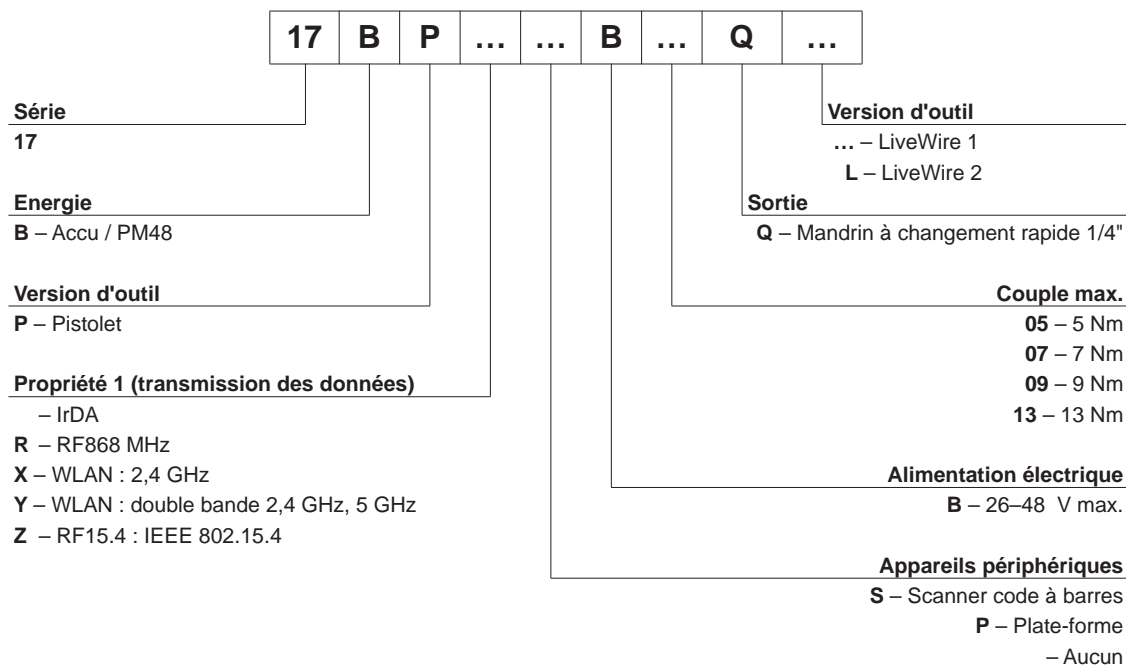 17 B P … … B … Q …
Série
17
Energie
B – Accu / PM48
Version d'outil
P – Pistolet
Propriété 1 (transmission des données)
– IrDA
R – RF868 MHz
X – WLAN : 2,4 GHz
Y – WLAN : double bande 2,4 GHz, 5 GHz
Z – RF15.4 : IEEE 802.15.4
Version d'outil
… – LiveWire 1
L – LiveWire 2
Sortie
Q – Mandrin à changement rapide 1/4"
Couple max.
05 – 5 Nm
07 – 7 Nm
09 – 9 Nm
13 – 13 Nm
Alimentation électrique
B – 26–48 V max.
Appareils périphériques
S – Scanner code à barres
P – Plate-forme
– Aucun